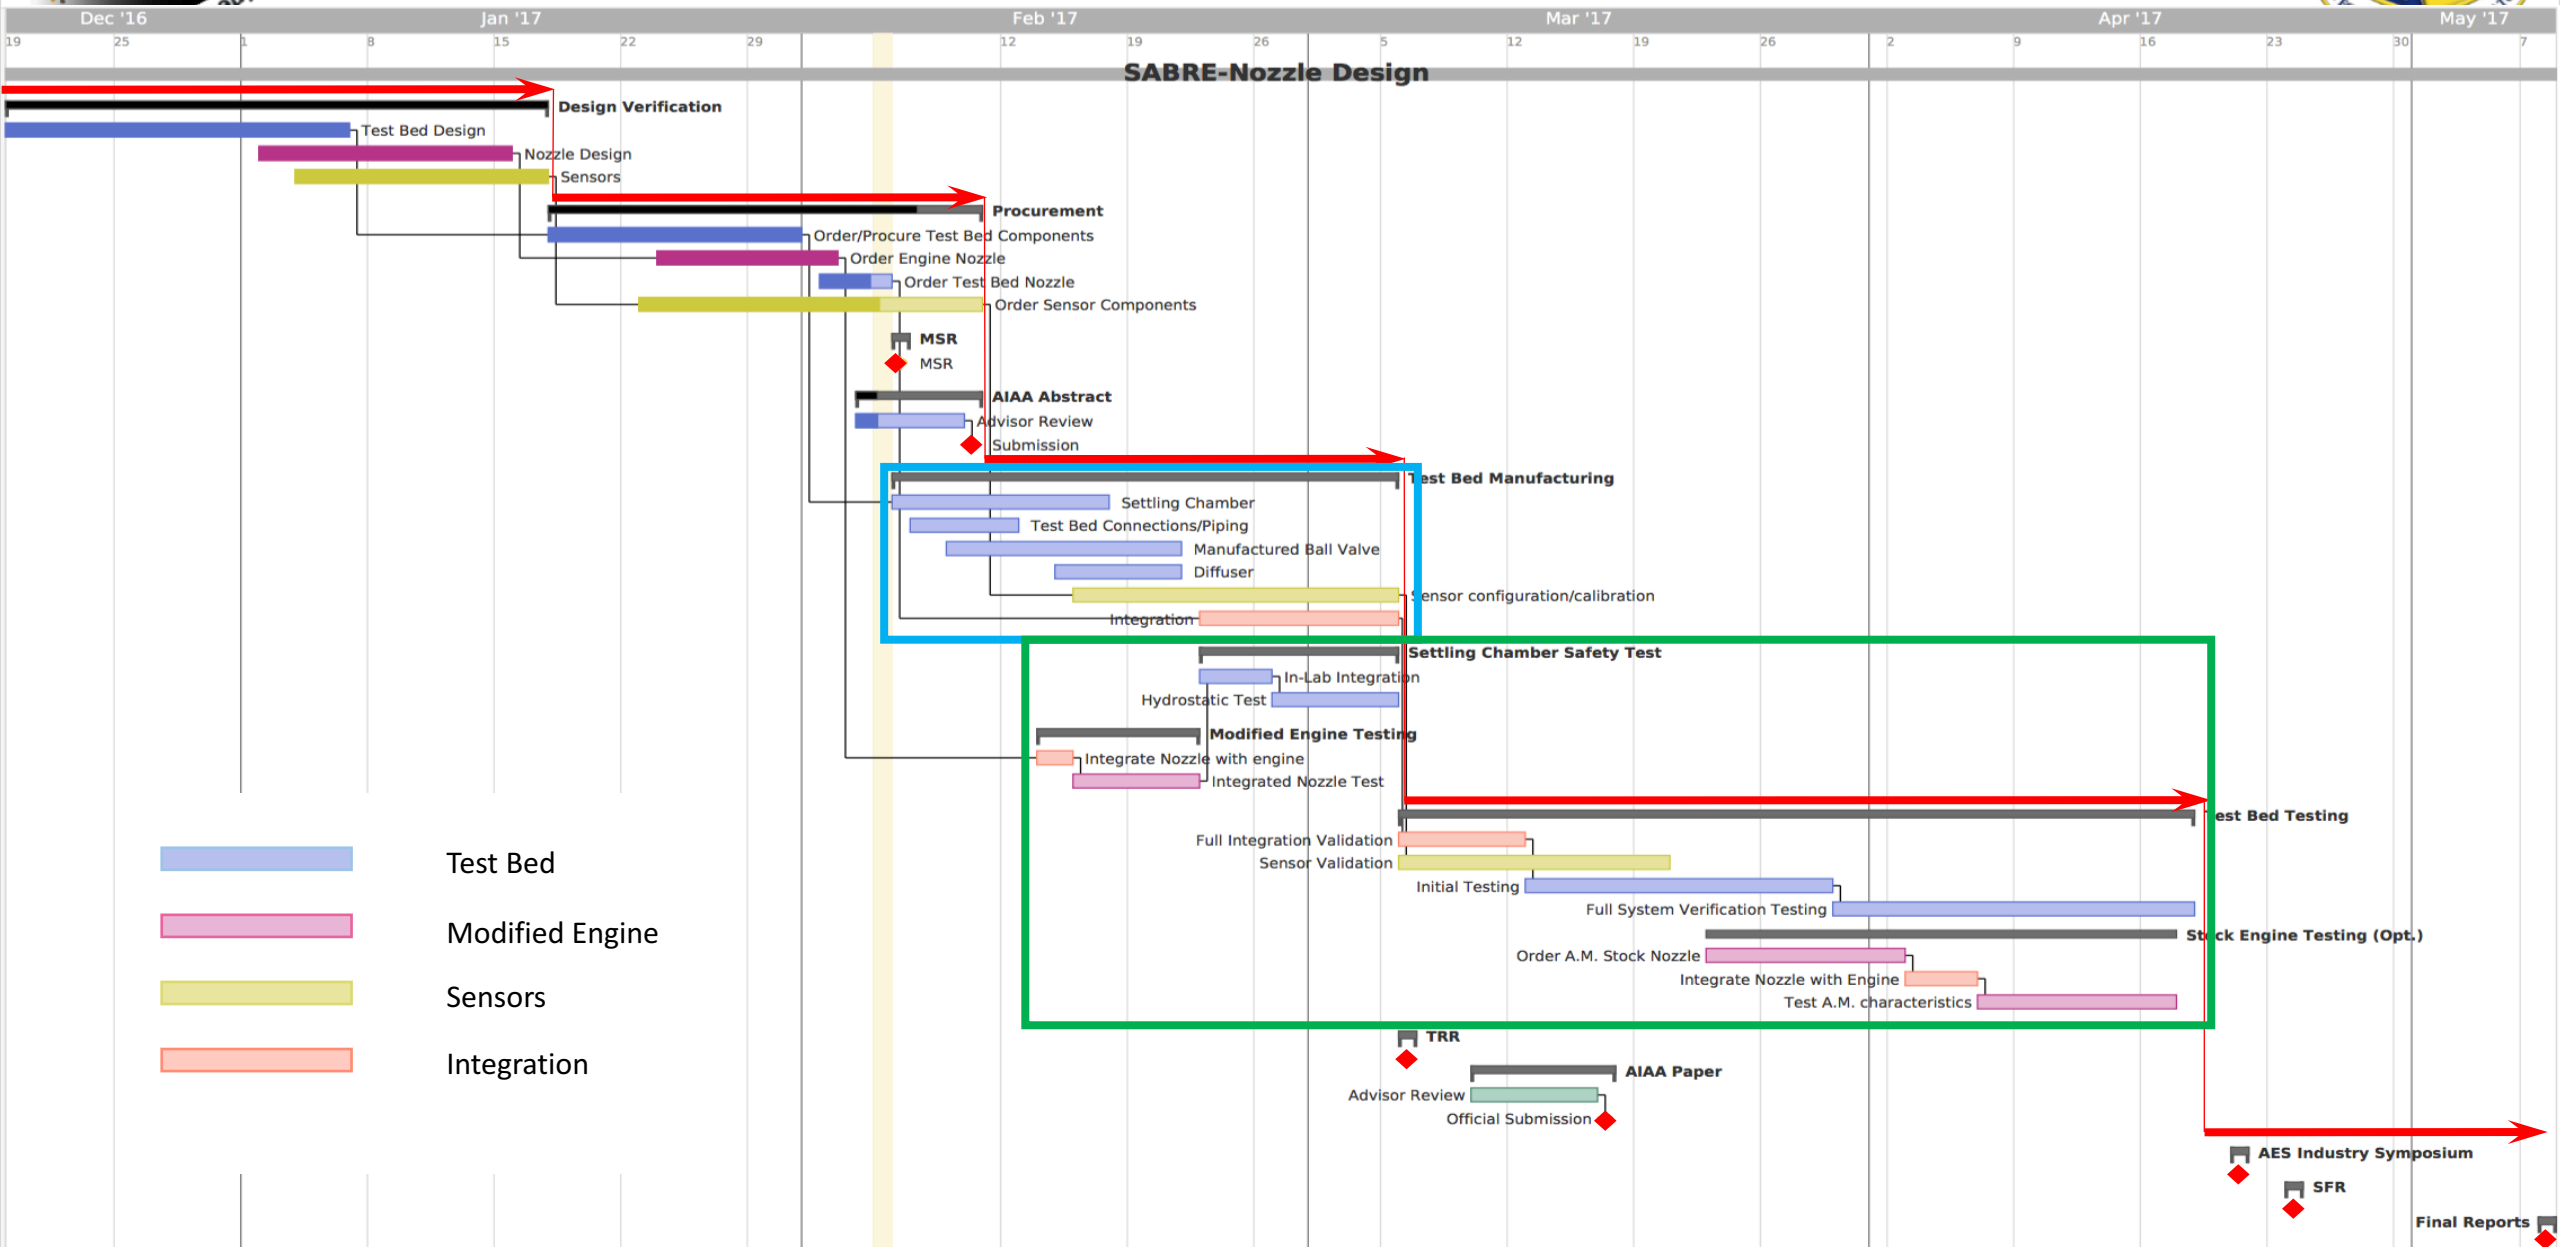 Dec '16 Jan '17 Feb '17 Mar '17 Apr '17 May '17
19 25 1 8 15 22 29 12 19 26 5 12 19 26 2 9 16 23 30 7
SABRE-Nozzle Design
Design Verification
Test Bed Design
Nozzle Design
Sensors
Procurement
Order/Procure Test Bed Components
Order Engine Nozzle
Order Test Bed Nozzle
Order Sensor Components
MSR
MSR
AIAA Abstract
Advisor Review
Submission
Test Bed Manufacturing
Settling Chamber
Test Bed Connections/Piping
Manufactured Ball Valve
Diffuser
Sensor configuration/calibration
Integration
Settling Chamber Safety Test
In-Lab Integration
Hydrostatic Test
Modified Engine Testing
Integrate Nozzle with engine
Integrated Nozzle Test
Test Bed Testing
Full Integration Validation
Sensor Validation
Initial Testing
Full System Verification Testing
Stock Engine Testing (Opt.)
Order A.M. Stock Nozzle
Integrate Nozzle with Engine
Test A.M. characteristics
TRR
AIAA Paper
Advisor Review
Official Submission
AES Industry Symposium
SFR
Final Reports
Test Bed
Modified Engine
Sensors
Integration